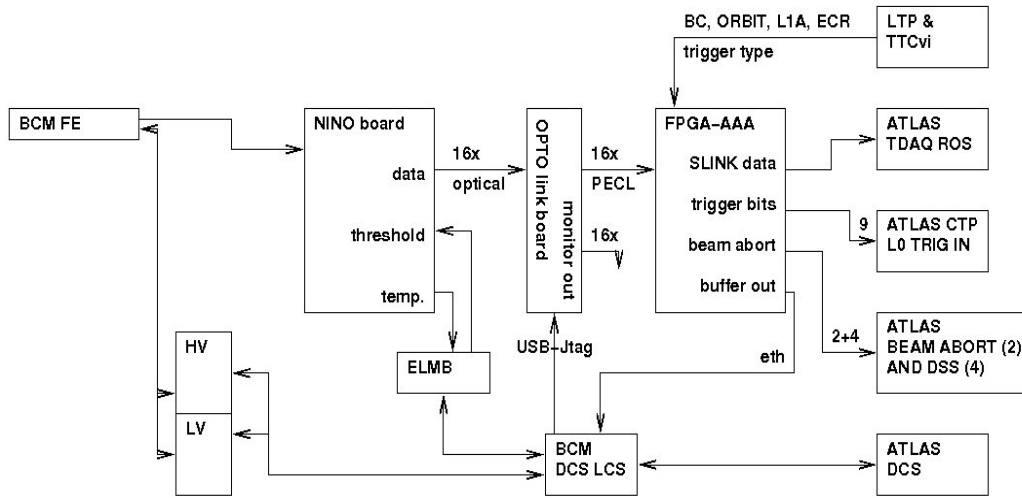 BC, ORBIT, L1A, ECR
trigger type
LTP &
TTCvi
BCM FE
NINO board
data
threshold
temp.
16x
optical
OPTO link board
monitor out
16x
PECL
16x
FPGA-AAA
SLINK data
trigger bits
beam abort
buffer out
ATLAS
TDAQ ROS
9
ATLAS CTP
L0 TRIG IN
2+4
ATLAS
BEAM ABORT (2)
AND DSS (4)
eth
USB-Jtag
HV
LV
ELMB
BCM
DCS LCS
ATLAS
DCS